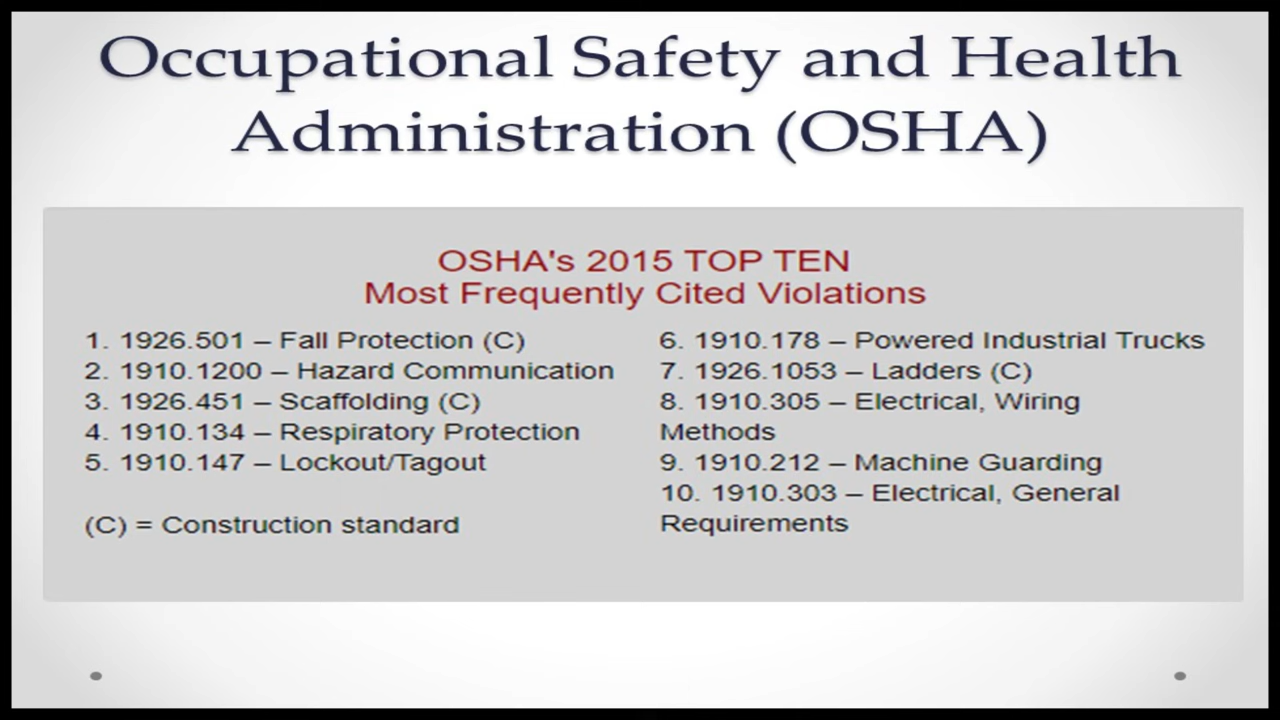 Occupational Safety and Health
Administration (OSHA)
OSHA's 2015 TOP TEN
Most Frequently Cited Violations
1. 1926.501 – Fall Protection (C)
2. 1910.1200 – Hazard Communication
3. 1926.451 – Scaffolding (C)
4. 1910.134 – Respiratory Protection
5. 1910.147 – Lockout/Tagout
(C) = Construction standard
6. 1910.178 – Powered Industrial Trucks
7. 1926.1053 – Ladders (C)
8. 1910.305 – Electrical, Wiring
Methods
9. 1910.212 – Machine Guarding
10. 1910.303 – Electrical, General
Requirements